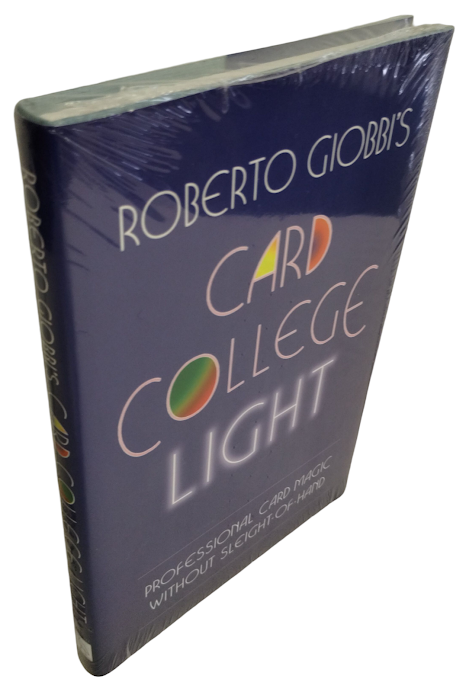 ROBERTO GIOBBI'S
CARD
COLLEGE
LIGHT
PROFESSIONAL CARD MAGIC
WITHOUT SLEIGHT-OF-HAND
ROBERTO GIOBBI'S CARD COLLEGE LIGHT